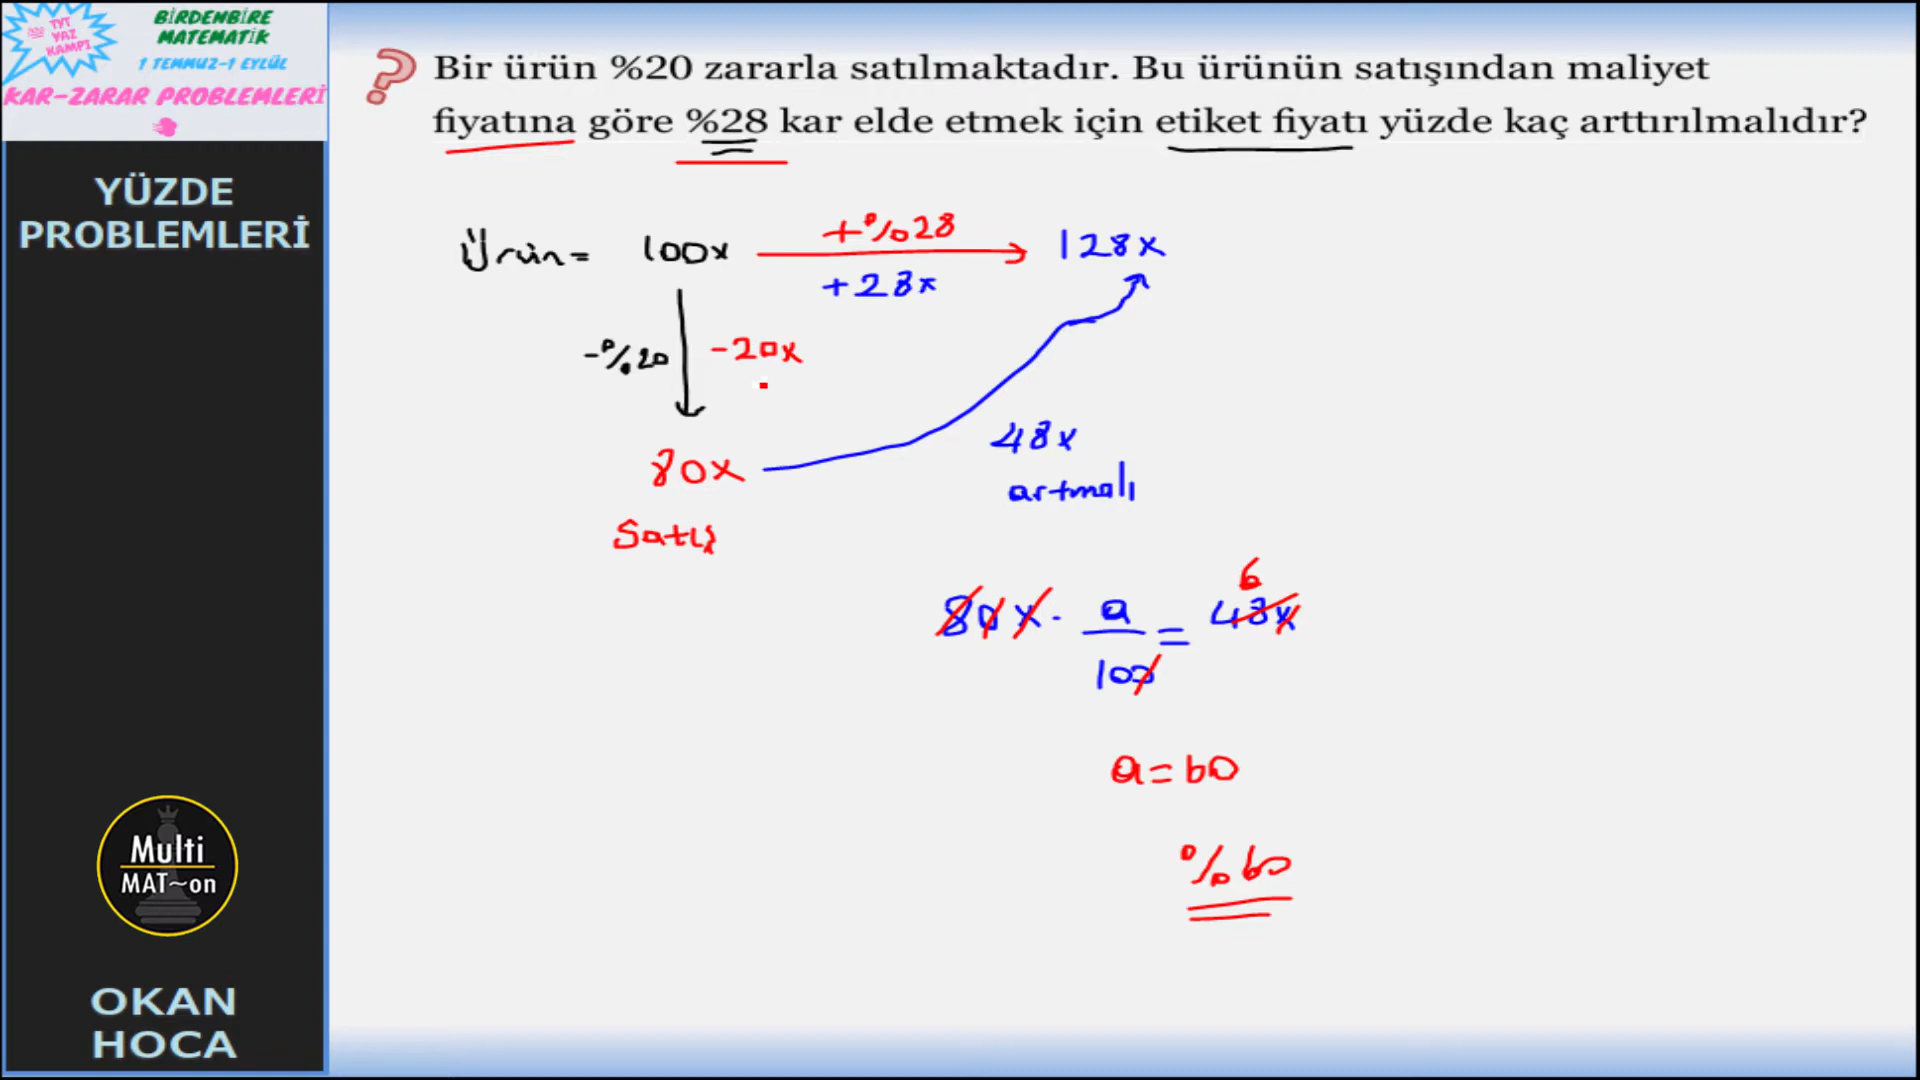 TYT
YAZ
KAMPI
BİRDENBİRE
MATEMATİK
1 TEMMUZ-1 EYLÜL
KAR-ZARAR PROBLEMLERİ
YÜZDE
PROBLEMLERİ
Bir ürün %20 zararla satılmaktadır. Bu ürünün satışından maliyet
fiyatına göre %28 kar elde etmek için etiket fiyatı yüzde kaç arttırılmalıdır?
Ürün= 100x +%28 128x
+28x
-%20 -20x
80x
48x
artmalı
Satış
6
80x · a/100 = 48x
a=60
%60
Multi
MAT~on
OKAN
HOCA